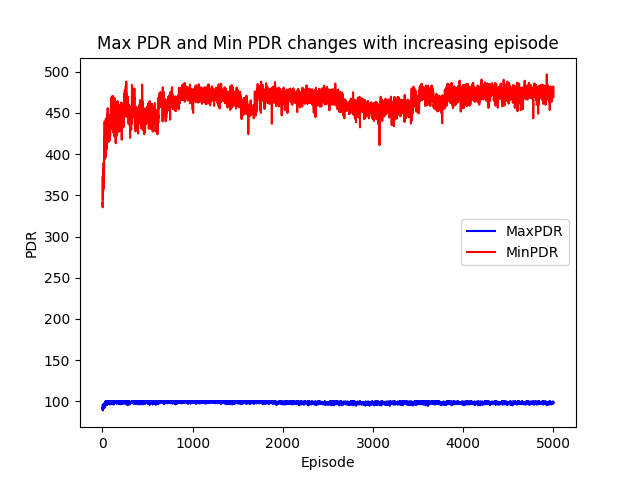 Max PDR and Min PDR changes with increasing episode
PDR
500
450
400
350
300
250
200
150
100
MaxPDR
MinPDR
0 1000 2000 3000 4000 5000
Episode